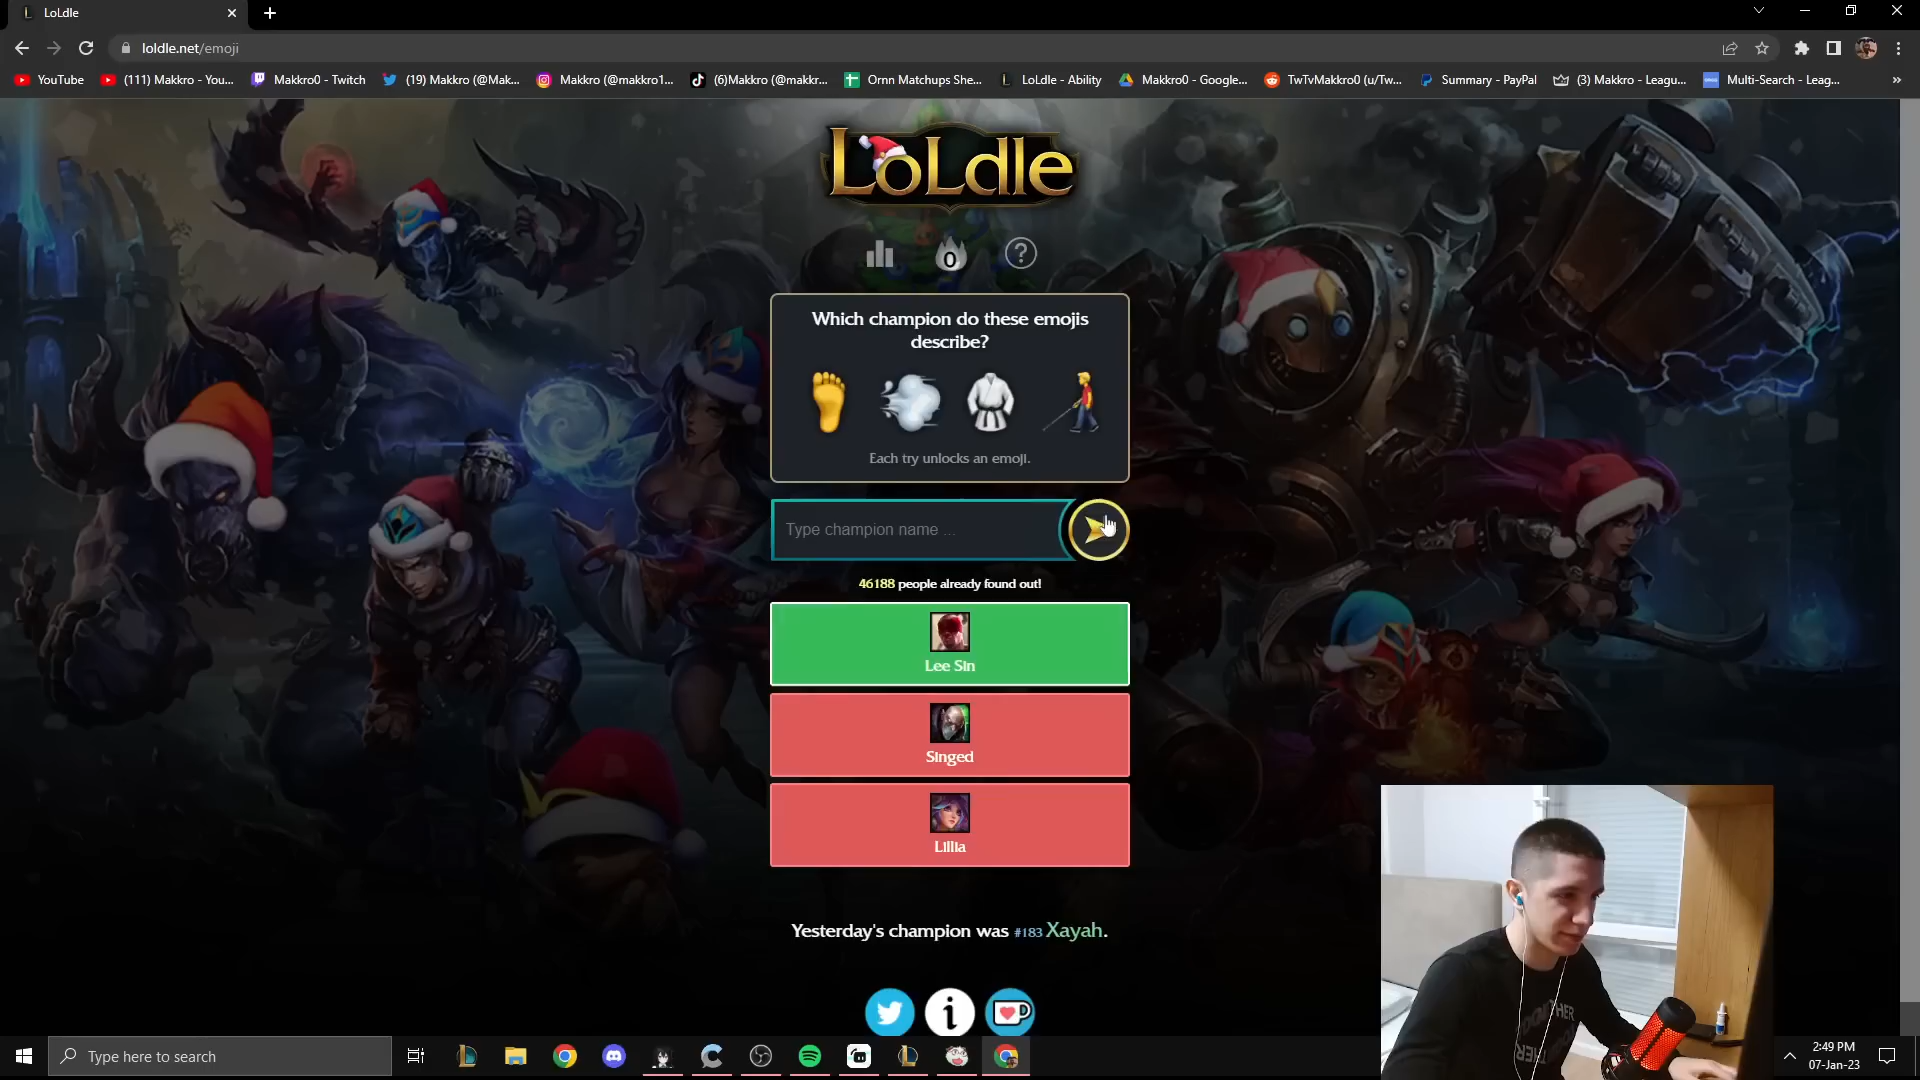 LoLdle
loldle.net/emoji
YouTube
(111) Makkro - You...
Makkro0 - Twitch
(19) Makkro (@Mak...
Makkro (@makkro1...
(6)Makkro (@makkr...
Ornn Matchups She...
LoLdle - Ability
Makkro0 - Google...
TwTvMakkro0 (u/Tw...
Summary - PayPal
(3) Makkro - Leagu...
Multi-Search - Leag...
LoLdle
0
Which champion do these emojis
describe?
Each try unlocks an emoji.
Type champion name ...
46188 people already found out!
Lee Sin
Singed
Lillia
Yesterday's champion was #183 Xayah.
TOGETHER
Type here to search
2:49 PM
07-Jan-23